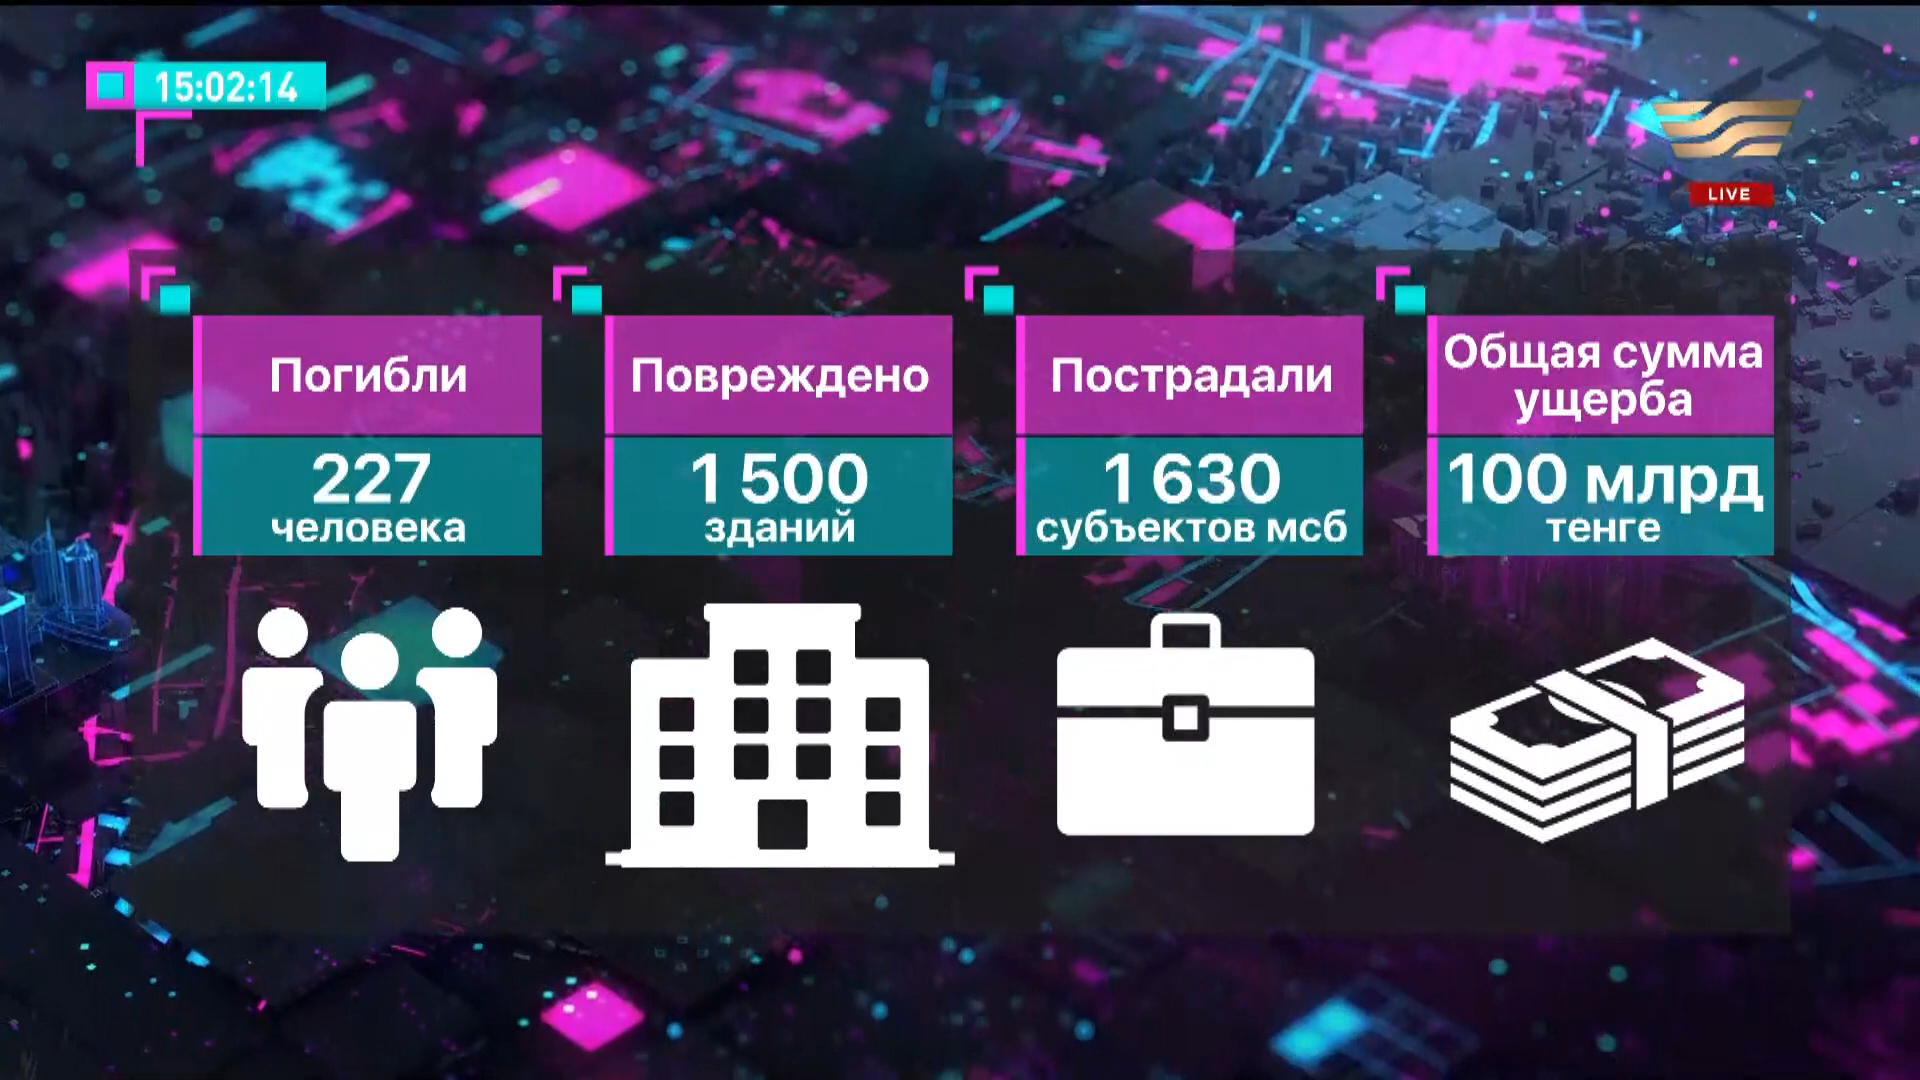 15:02:14
LIVE
Погибли
227
человека
Повреждено
1 500
зданий
Пострадали
1 630
субъектов мсб
Общая сумма
ущерба
100 млрд
тенге